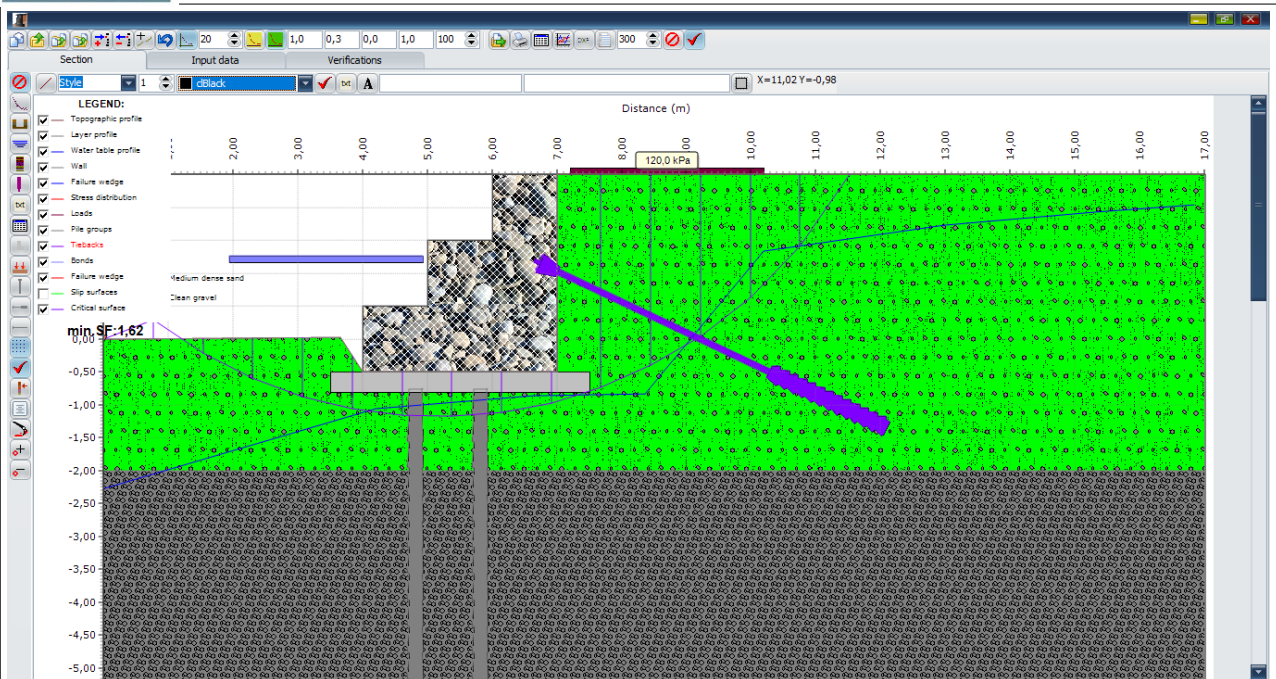 20 1,0 0,3 0,0 1,0 100 DXF 300
Section Input data Verifications
Style 1 dBlack txt A X=11,02 Y=-0,98
LEGEND:
Topographic profile
Layer profile
Water table profile
Wall
Failure wedge
Stress distribution
Loads
Pile groups
Tiebacks
Bonds
Failure wedge
Slip surfaces
Critical surface
txt
Distance (m)
2,00 3,00 4,00 5,00 6,00 7,00 8,00 10,00 11,00 12,00 13,00 14,00 15,00 16,00 17,00
120,0 kPa
Medium dense sand
Clean gravel
min.SF:1,62
0,00
-0,50
-1,00
-1,50
-2,00
-2,50
-3,00
-3,50
-4,00
-4,50
-5,00